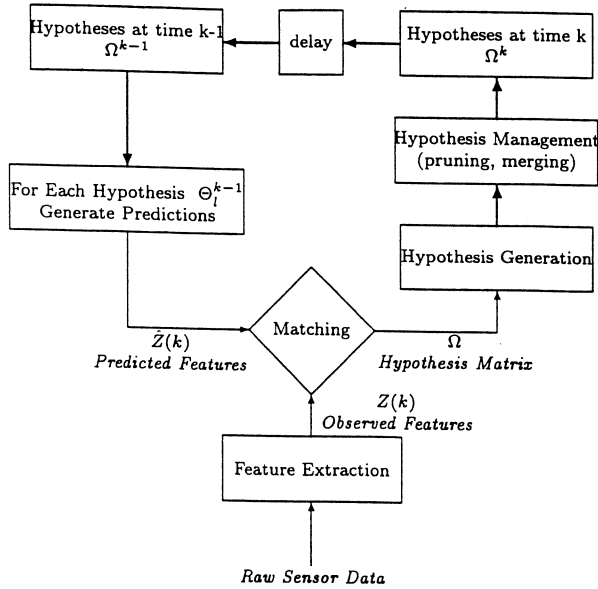 Hypotheses at time k-1
Ω^{k−1}
delay
Hypotheses at time k
Ω^k
Hypothesis Management
(pruning, merging)
For Each Hypothesis Θ_l^{k−1}
Generate Predictions
Hypothesis Generation
Matching
Ẑ(k)
Predicted Features
Ω
Hypothesis Matrix
Z(k)
Observed Features
Feature Extraction
Raw Sensor Data